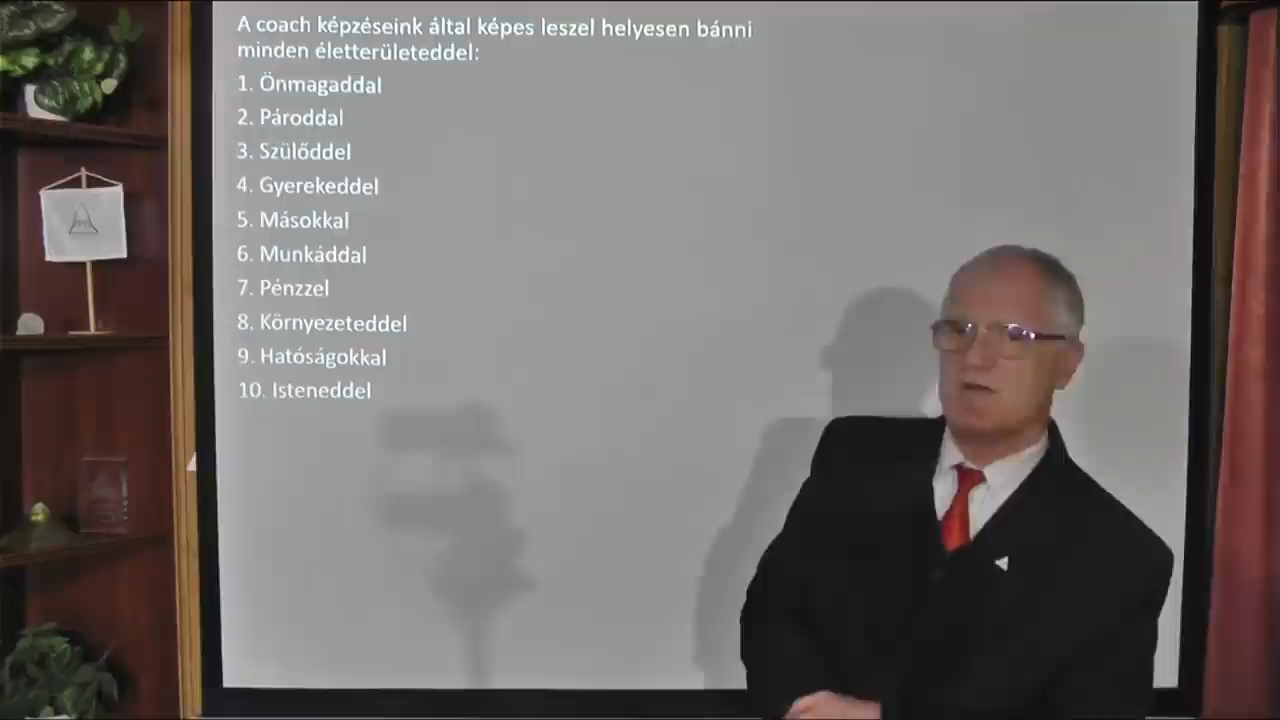 A coach képzéseink által képes leszel helyesen bánni
minden életterületeddel:
1. Önmagaddal
2. Pároddal
3. Szülőddel
4. Gyerekeddel
5. Másokkal
6. Munkáddal
7. Pénzzel
8. Környezeteddel
9. Hatóságokkal
10. Isteneddel